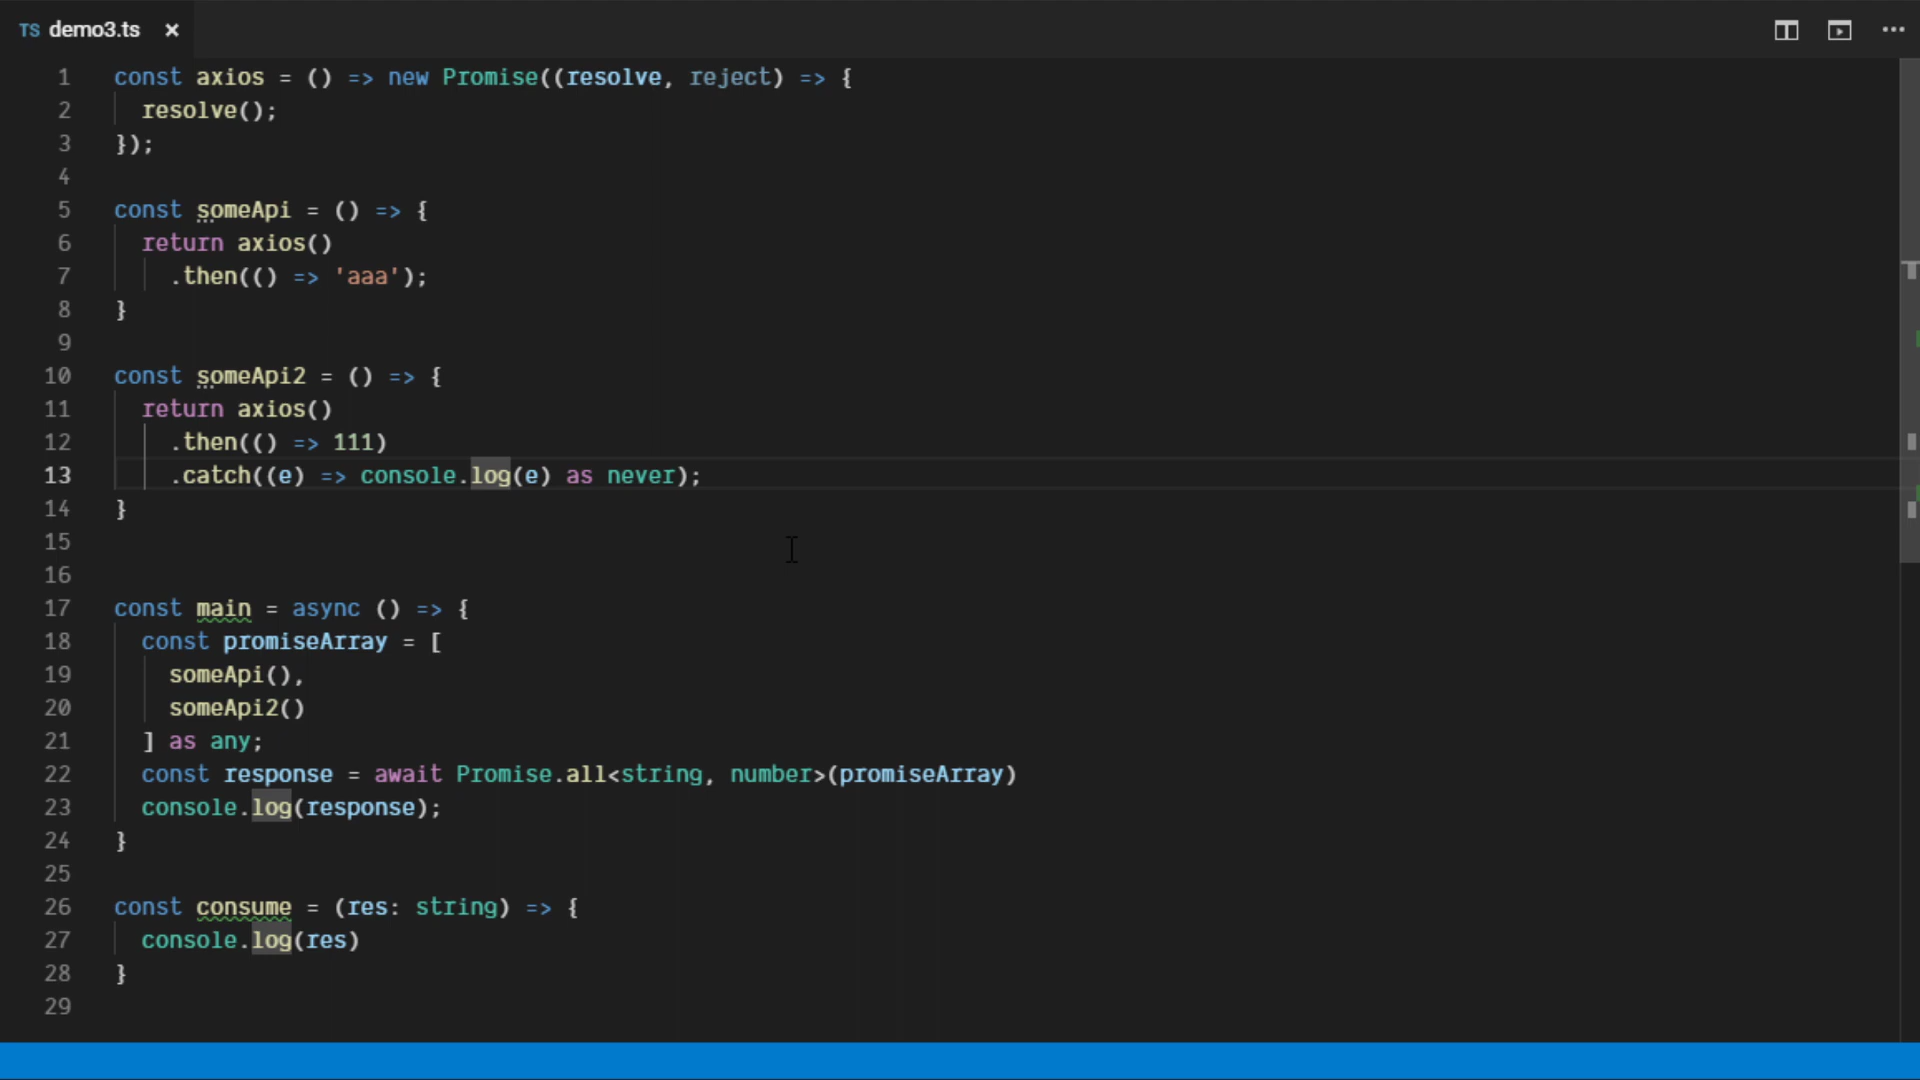 TS demo3.ts ×
1 const axios = () => new Promise((resolve, reject) => {
2   resolve();
3 });
4
5 const someApi = () => {
6   return axios()
7     .then(() => 'aaa');
8 }
9
10 const someApi2 = () => {
11   return axios()
12     .then(() => 111)
13     .catch((e) => console.log(e) as never);
14 }
15
16
17 const main = async () => {
18   const promiseArray = [
19     someApi(),
20     someApi2()
21   ] as any;
22   const response = await Promise.all<string, number>(promiseArray)
23   console.log(response);
24 }
25
26 const consume = (res: string) => {
27   console.log(res)
28 }
29